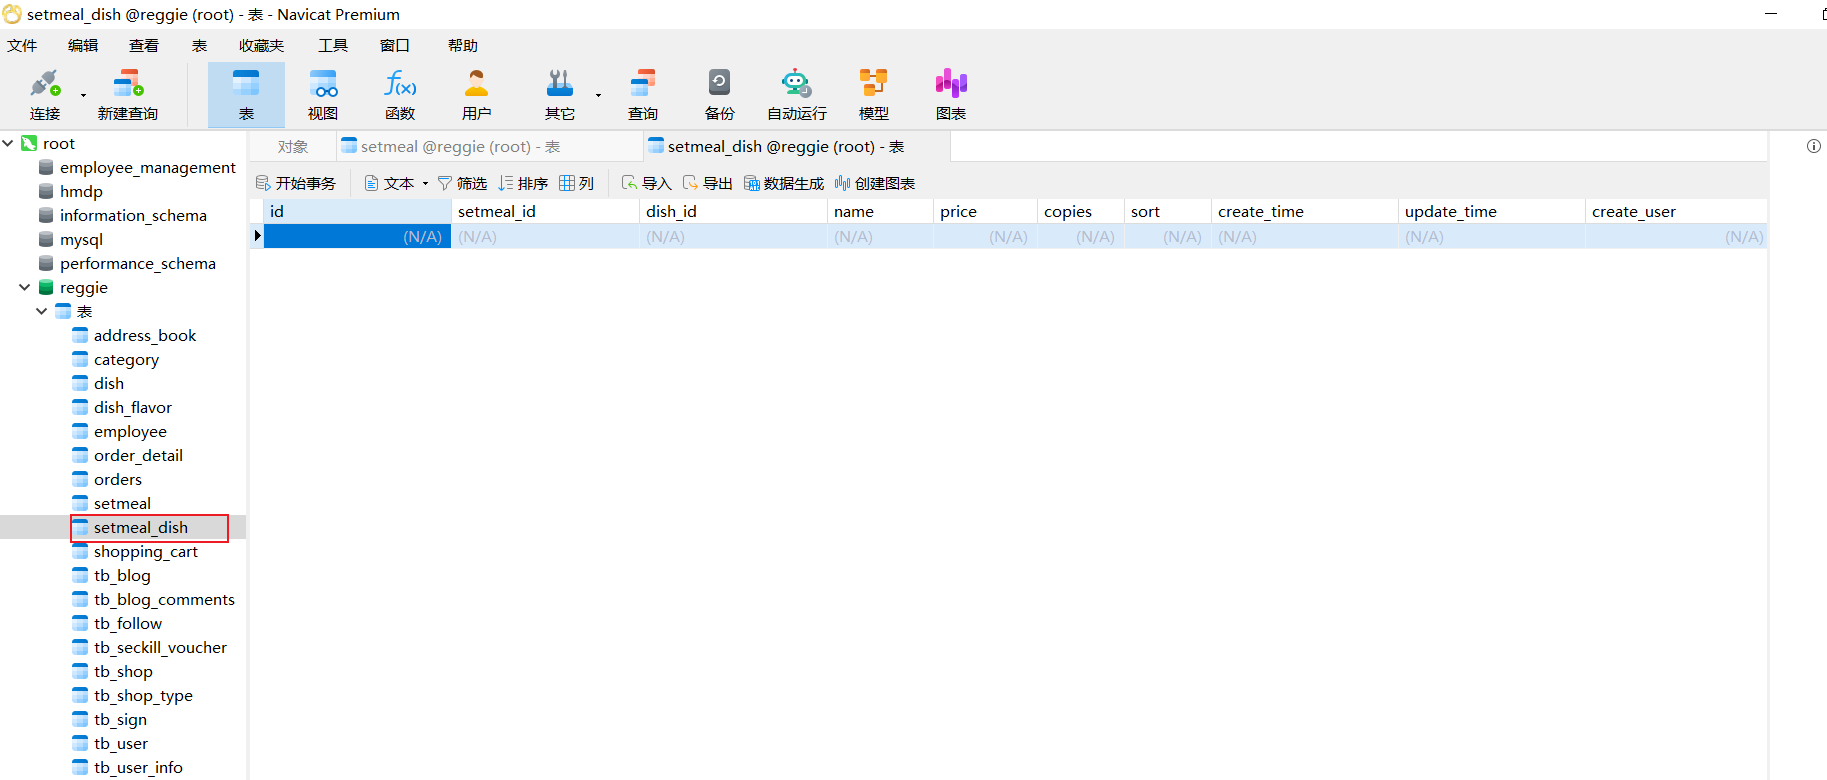 setmeal_dish @reggie (root) - 表 - Navicat Premium
文件 编辑 查看 表 收藏夹 工具 窗口 帮助
连接 新建查询 表 视图 函数 用户 其它 查询 备份 自动运行 模型 图表
root
employee_management
hmdp
information_schema
mysql
performance_schema
reggie
表
address_book
category
dish
dish_flavor
employee
order_detail
orders
setmeal
setmeal_dish
shopping_cart
tb_blog
tb_blog_comments
tb_follow
tb_seckill_voucher
tb_shop
tb_shop_type
tb_sign
tb_user
tb_user_info
对象 setmeal @reggie (root) - 表 setmeal_dish @reggie (root) - 表
开始事务 文本 筛选 排序 列 导入 导出 数据生成 创建图表
id setmeal_id dish_id name price copies sort create_time update_time create_user
(N/A) (N/A) (N/A) (N/A) (N/A) (N/A) (N/A) (N/A) (N/A) (N/A)